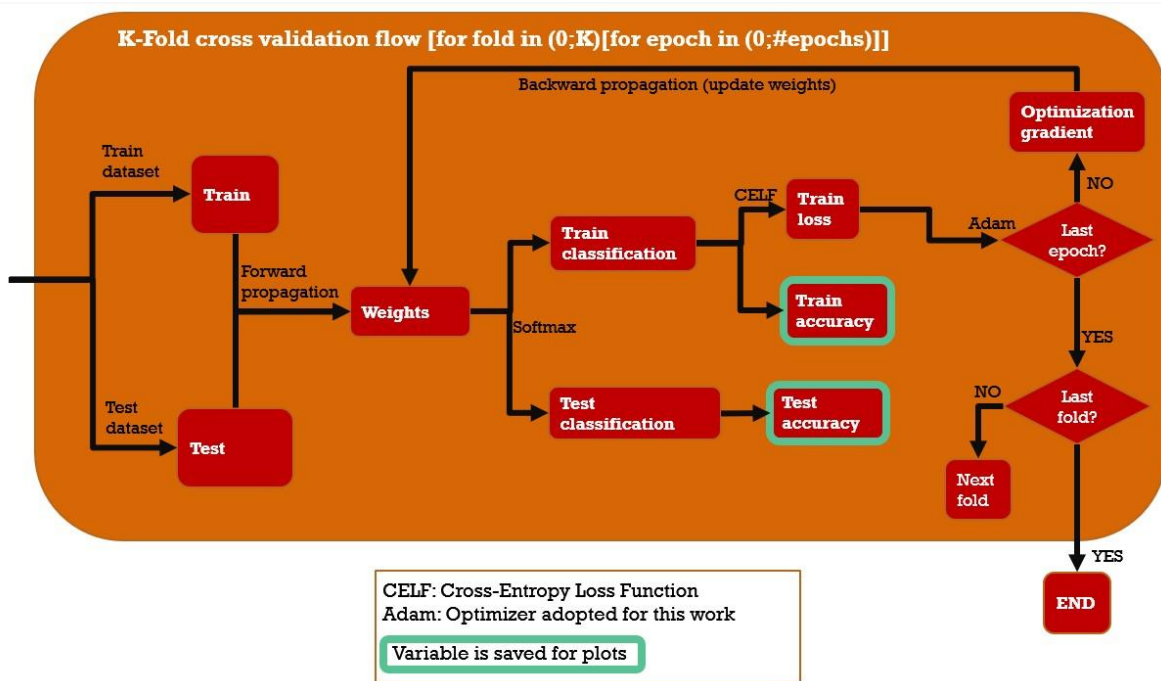 K-Fold cross validation flow [for fold in (0;K)[for epoch in (0;#epochs)]]
Backward propagation (update weights)
Optimization
gradient
Train
dataset
Train
CELF
Train
loss
NO
Adam
Last
epoch?
Train
classification
Forward
propagation
Weights
Softmax
Train
accuracy
YES
Test
dataset
Test
Test
classification
Test
accuracy
NO
Last
fold?
Next
fold
YES
END
CELF: Cross-Entropy Loss Function
Adam: Optimizer adopted for this work
Variable is saved for plots